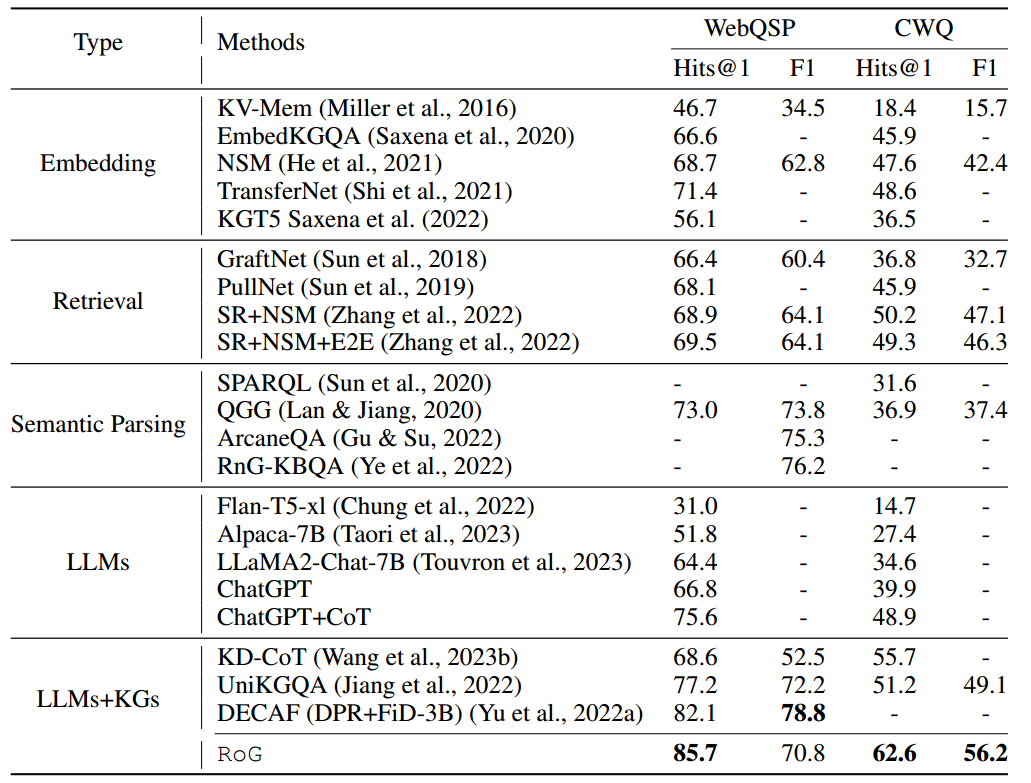 Type Methods WebQSP CWQ
Hits@1 F1 Hits@1 F1
Embedding
KV-Mem (Miller et al., 2016) 46.7 34.5 18.4 15.7
EmbedKGQA (Saxena et al., 2020) 66.6 - 45.9 -
NSM (He et al., 2021) 68.7 62.8 47.6 42.4
TransferNet (Shi et al., 2021) 71.4 - 48.6 -
KGT5 Saxena et al. (2022) 56.1 - 36.5 -
Retrieval
GraftNet (Sun et al., 2018) 66.4 60.4 36.8 32.7
PullNet (Sun et al., 2019) 68.1 - 45.9 -
SR+NSM (Zhang et al., 2022) 68.9 64.1 50.2 47.1
SR+NSM+E2E (Zhang et al., 2022) 69.5 64.1 49.3 46.3
Semantic Parsing
SPARQL (Sun et al., 2020) - - 31.6 -
QGG (Lan & Jiang, 2020) 73.0 73.8 36.9 37.4
ArcaneQA (Gu & Su, 2022) - 75.3 - -
RnG-KBQA (Ye et al., 2022) - 76.2 - -
LLMs
Flan-T5-xl (Chung et al., 2022) 31.0 - 14.7 -
Alpaca-7B (Taori et al., 2023) 51.8 - 27.4 -
LLaMA2-Chat-7B (Touvron et al., 2023) 64.4 - 34.6 -
ChatGPT 66.8 - 39.9 -
ChatGPT+CoT 75.6 - 48.9 -
LLMs+KGs
KD-CoT (Wang et al., 2023b) 68.6 52.5 55.7 -
UniKGQA (Jiang et al., 2022) 77.2 72.2 51.2 49.1
DECAF (DPR+FiD-3B) (Yu et al., 2022a) 82.1 78.8 - -
RoG 85.7 70.8 62.6 56.2